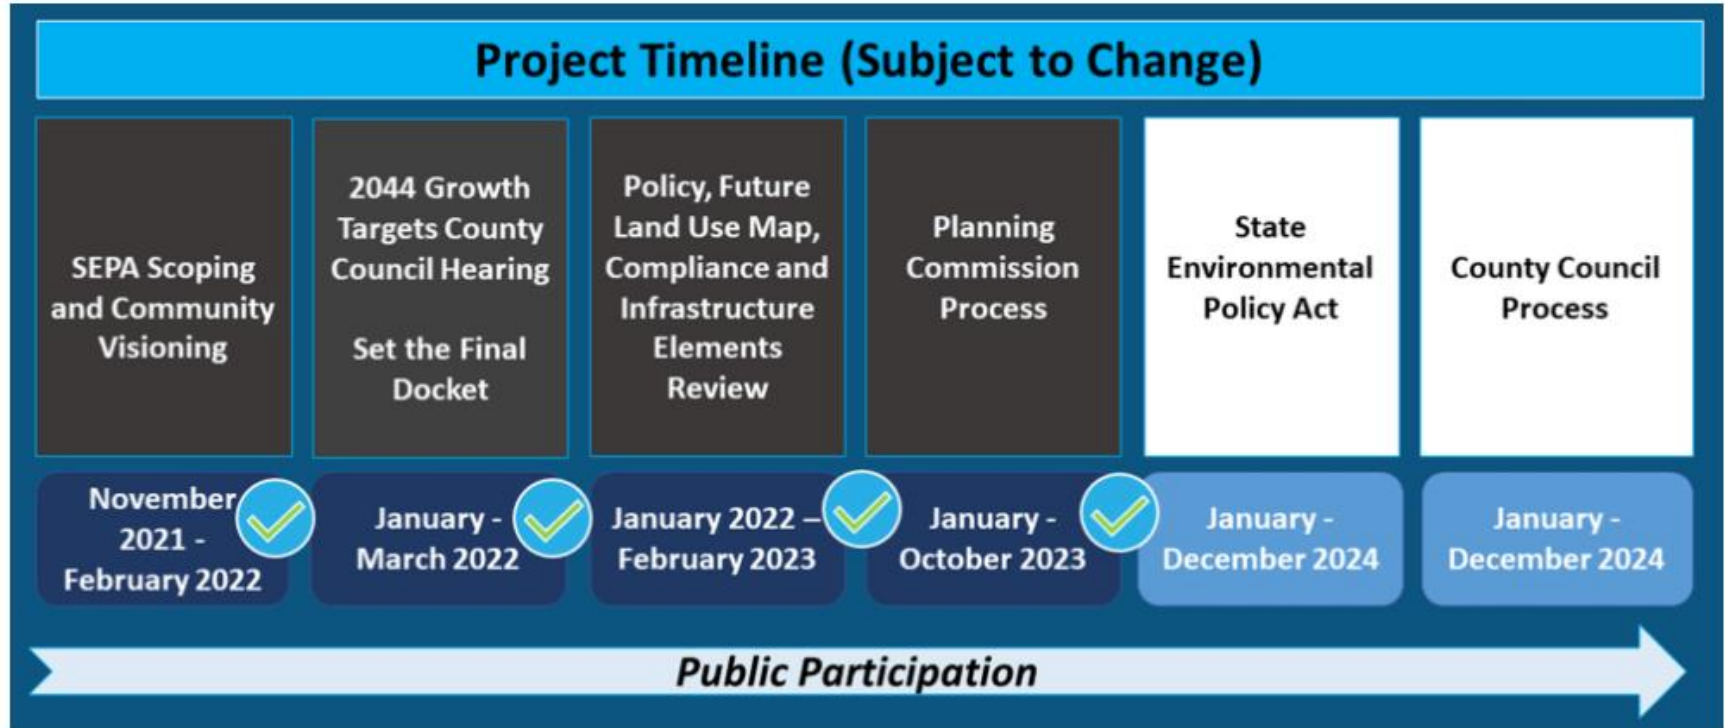 Project Timeline (Subject to Change)
SEPA Scoping
and Community
Visioning
2044 Growth
Targets County
Council Hearing
Set the Final
Docket
Policy, Future
Land Use Map,
Compliance and
Infrastructure
Elements
Review
Planning
Commission
Process
State
Environmental
Policy Act
County Council
Process
November
2021 -
February 2022
January -
March 2022
January 2022 –
February 2023
January -
October 2023
January -
December 2024
January -
December 2024
Public Participation